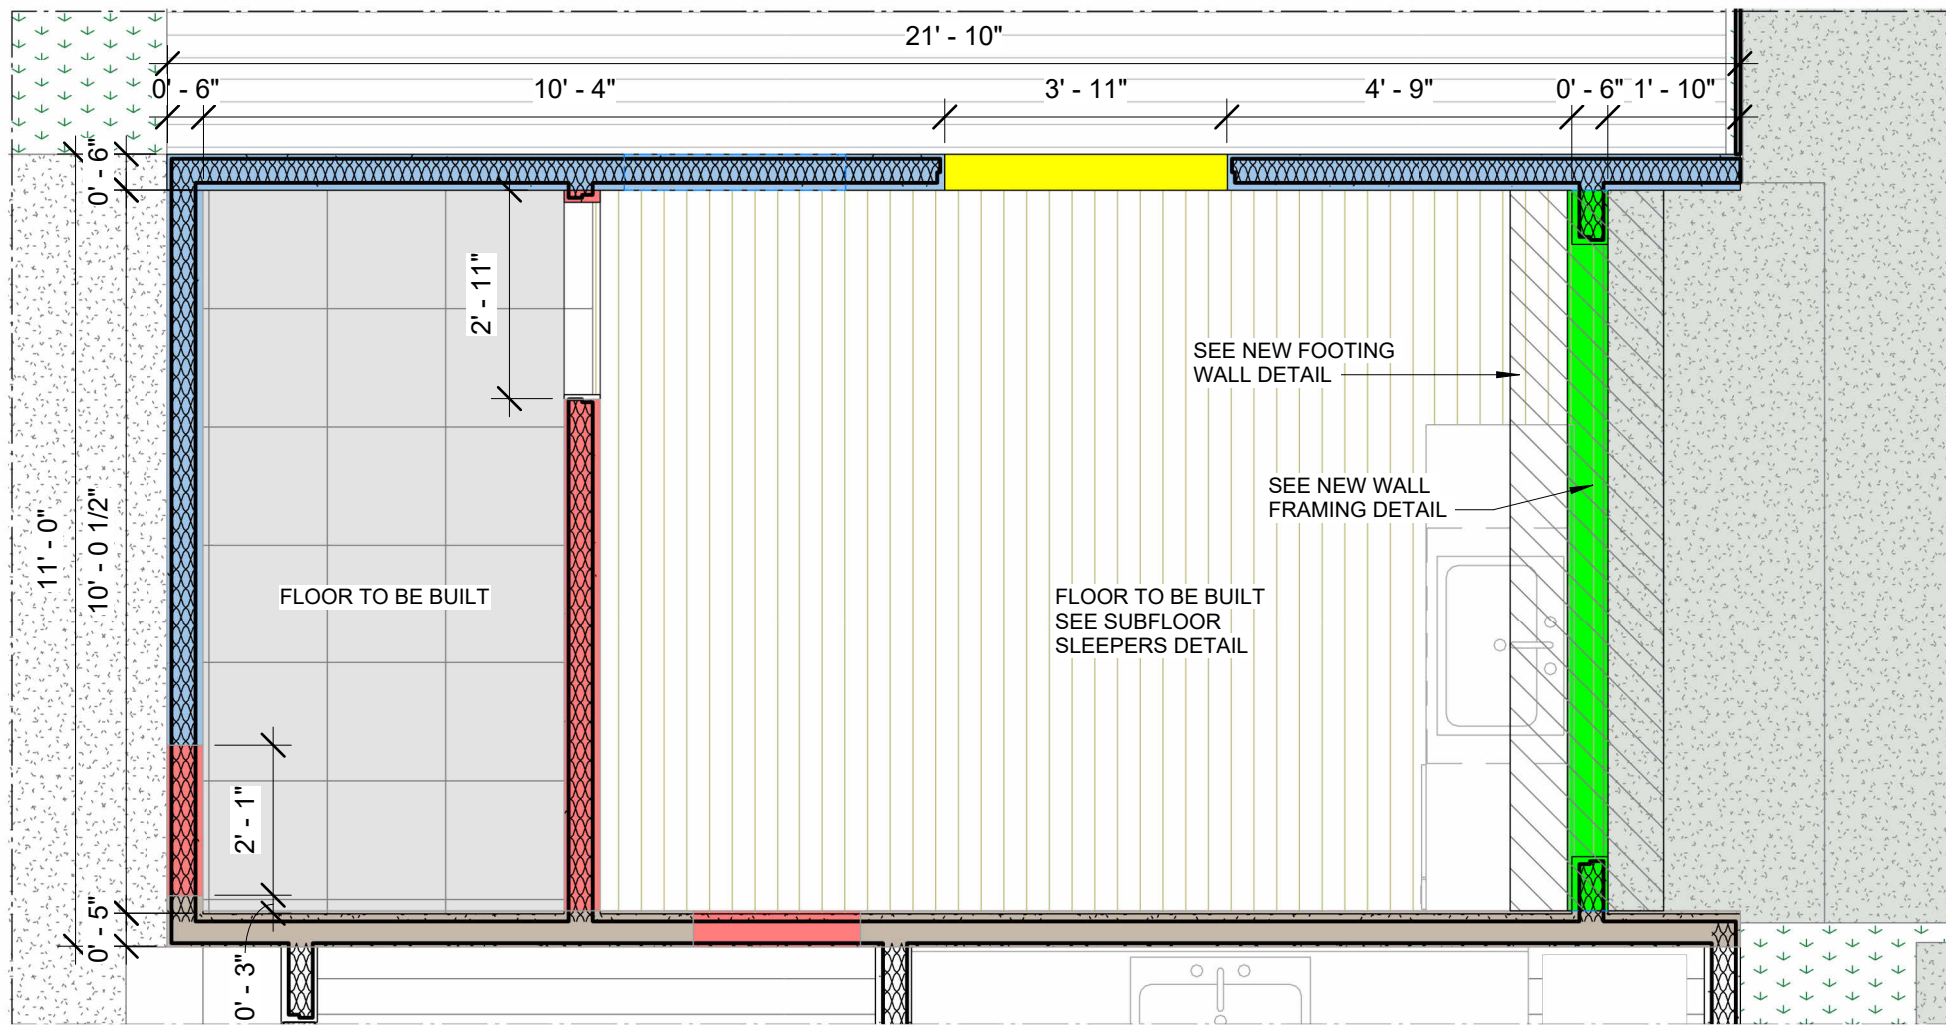 21' - 10"
0' - 6"
10' - 4"
3' - 11"
4' - 9"
0' - 6"
1' - 10"
0' - 6"
2' - 11"
SEE NEW FOOTING
WALL DETAIL
SEE NEW WALL
FRAMING DETAIL
11' - 0"
10' - 0 1/2"
FLOOR TO BE BUILT
FLOOR TO BE BUILT
SEE SUBFLOOR
SLEEPERS DETAIL
2' - 1"
0' - 5"
0' - 3"